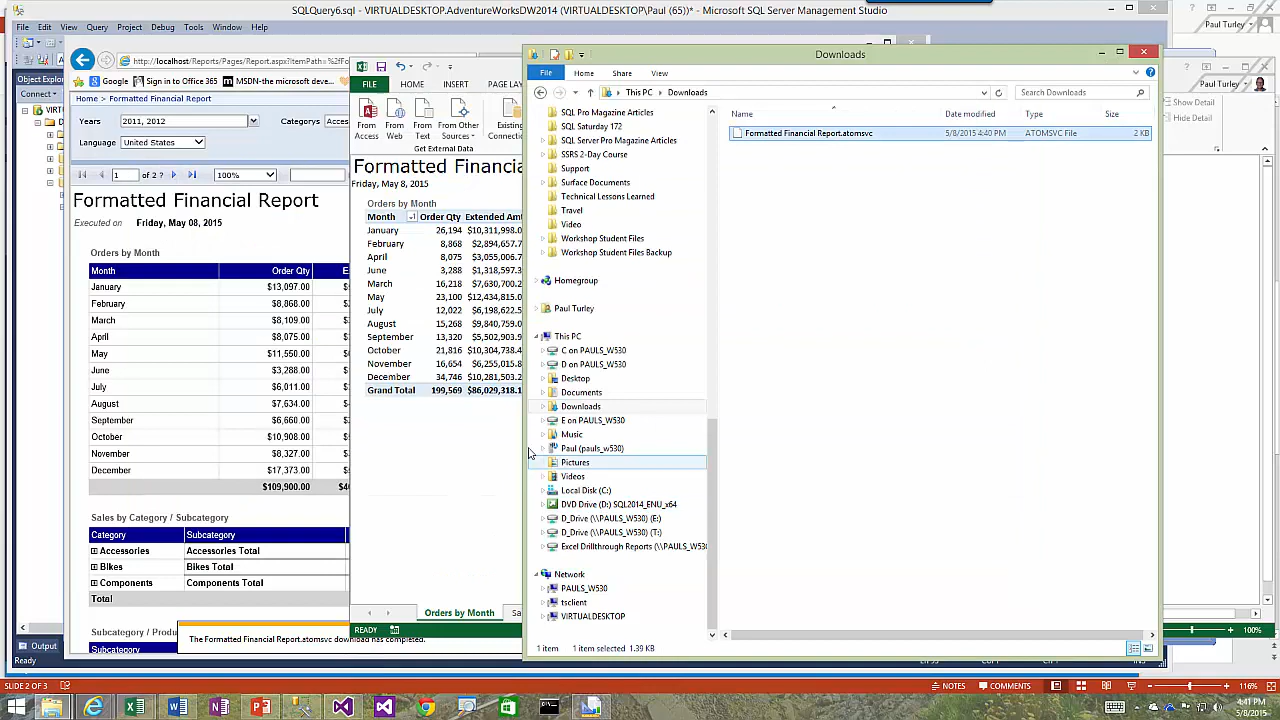 SQLQuery6.sql - VIRTUALDESKTOP.AdventureWorksDW2014 (VIRTUALDESKTOP\Paul (65))* - Microsoft SQL Server Management Studio
File Edit View Query Project Debug Tools Window Help
Paul Turley
Object Explorer
Connect
http://localhost/Reports/Pages/Report.aspx?ItemPath=%2fFo
Google Sign in to Office 365 MSDN-the microsoft deve...
Home > Formatted Financial Report
Years 2011, 2012 Categorys Acces
Language United States
1 of 2 ? 100%
Formatted Financial Report
Executed on Friday, May 08, 2015
Orders by Month
Month Order Qty
January $13,097.00
February $8,868.00
March $8,109.00
April $8,075.00
May $11,550.00
June $3,288.00
July $6,011.00
August $7,634.00
September $6,660.00
October $10,908.00
November $8,327.00
December $17,373.00
$109,900.00
Sales by Category / Subcategory
Category Subcategory
Accessories Accessories Total
Bikes Bikes Total
Components Components Total
Total
Subcategory / Produ
Subcategory
The Formatted Financial Report.atomsvc download has completed.
FILE HOME INSERT PAGE LAY
From Access From Web From Text From Other Sources Existing Connections
Get External Data
Formatted Financia
Friday, May 8, 2015
Orders by Month
Month Order Qty Extended Am
January 26,194 $10,311,998.0
February 8,868 $2,894,657.7
April 8,075 $3,055,006.7
June 3,288 $1,318,597.3
March 16,218 $7,630,700.2
May 23,100 $12,434,815.0
July 12,022 $6,198,622.5
August 15,268 $9,840,759.0
September 13,320 $5,502,903.9
October 21,816 $10,304,738.4
November 16,654 $6,255,015.8
December 34,746 $10,281,503.2
Grand Total 199,569 $86,029,318.1
Orders by Month Sa
READY
Downloads
File Home Share View
This PC Downloads
Search Downloads
SQL Pro Magazine Articles
SQL Saturday 172
SQL Server Pro Magazine Articles
SSRS 2-Day Course
Support
Surface Documents
Technical Lessons Learned
Travel
Video
Workshop Student Files
Workshop Student Files Backup
Homegroup
Paul Turley
This PC
C on PAULS_W530
D on PAULS_W530
Desktop
Documents
Downloads
E on PAULS_W530
Music
Paul (pauls_w530)
Pictures
Videos
Local Disk (C:)
DVD Drive (D:) SQL2014_ENU_x64
D_Drive (\\PAULS_W530) (E:)
D_Drive (\\PAULS_W530) (T:)
Excel Drillthrough Reports (\\PAULS_W530
Network
PAULS_W530
tsclient
VIRTUALDESKTOP
Name Date modified Type Size
Formatted Financial Report.atomsvc 5/8/2015 4:40 PM ATOMSVC File 2 KB
1 item 1 item selected 1.39 KB
Paul Turley
Show Detail
Hide Detail
100%
Output
Ready
INS
SLIDE 2 OF 3 NOTES COMMENTS 116%
4:41 PM
5/8/2015